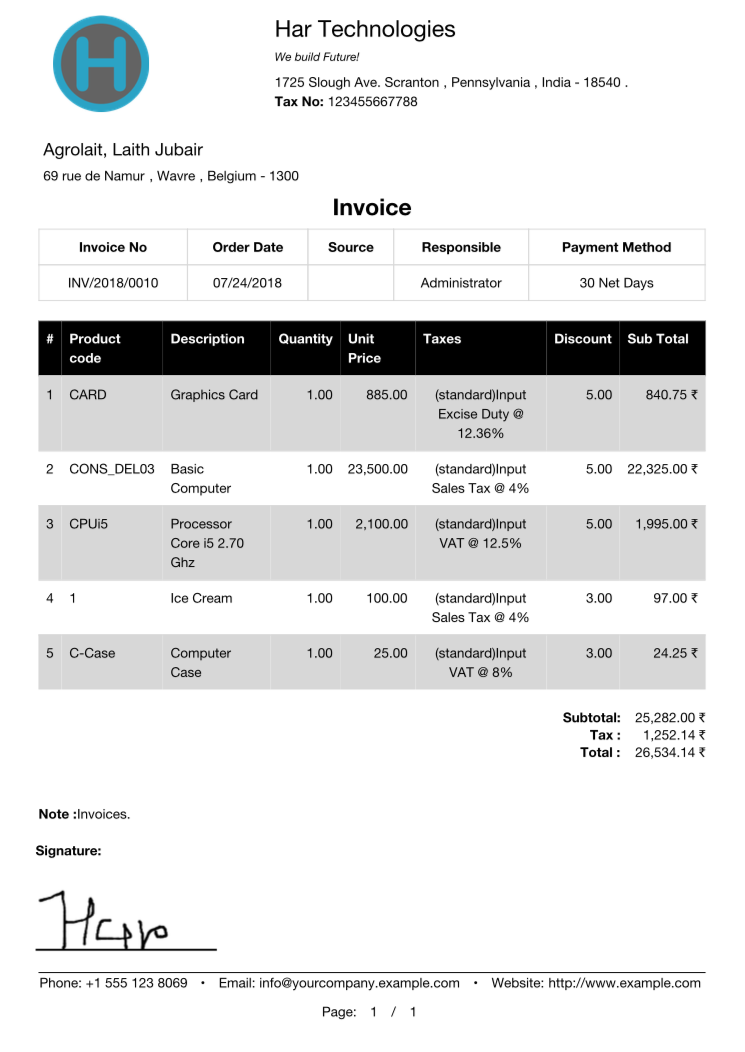 H
Har Technologies
We build Future!
1725 Slough Ave. Scranton , Pennsylvania , India - 18540 .
Tax No: 123455667788
Agrolait, Laith Jubair
69 rue de Namur , Wavre , Belgium - 1300
Invoice
Invoice No Order Date Source Responsible Payment Method
INV/2018/0010 07/24/2018 Administrator 30 Net Days
# Product code Description Quantity Unit Price Taxes Discount Sub Total
1 CARD Graphics Card 1.00 885.00 (standard)Input Excise Duty @ 12.36% 5.00 840.75 ₹
2 CONS_DEL03 Basic Computer 1.00 23,500.00 (standard)Input Sales Tax @ 4% 5.00 22,325.00 ₹
3 CPUi5 Processor Core i5 2.70 Ghz 1.00 2,100.00 (standard)Input VAT @ 12.5% 5.00 1,995.00 ₹
4 1 Ice Cream 1.00 100.00 (standard)Input Sales Tax @ 4% 3.00 97.00 ₹
5 C-Case Computer Case 1.00 25.00 (standard)Input VAT @ 8% 3.00 24.25 ₹
Subtotal: 25,282.00 ₹
Tax : 1,252.14 ₹
Total : 26,534.14 ₹
Note :Invoices.
Signature:
Phone: +1 555 123 8069 • Email: info@yourcompany.example.com • Website: http://www.example.com
Page: 1 / 1